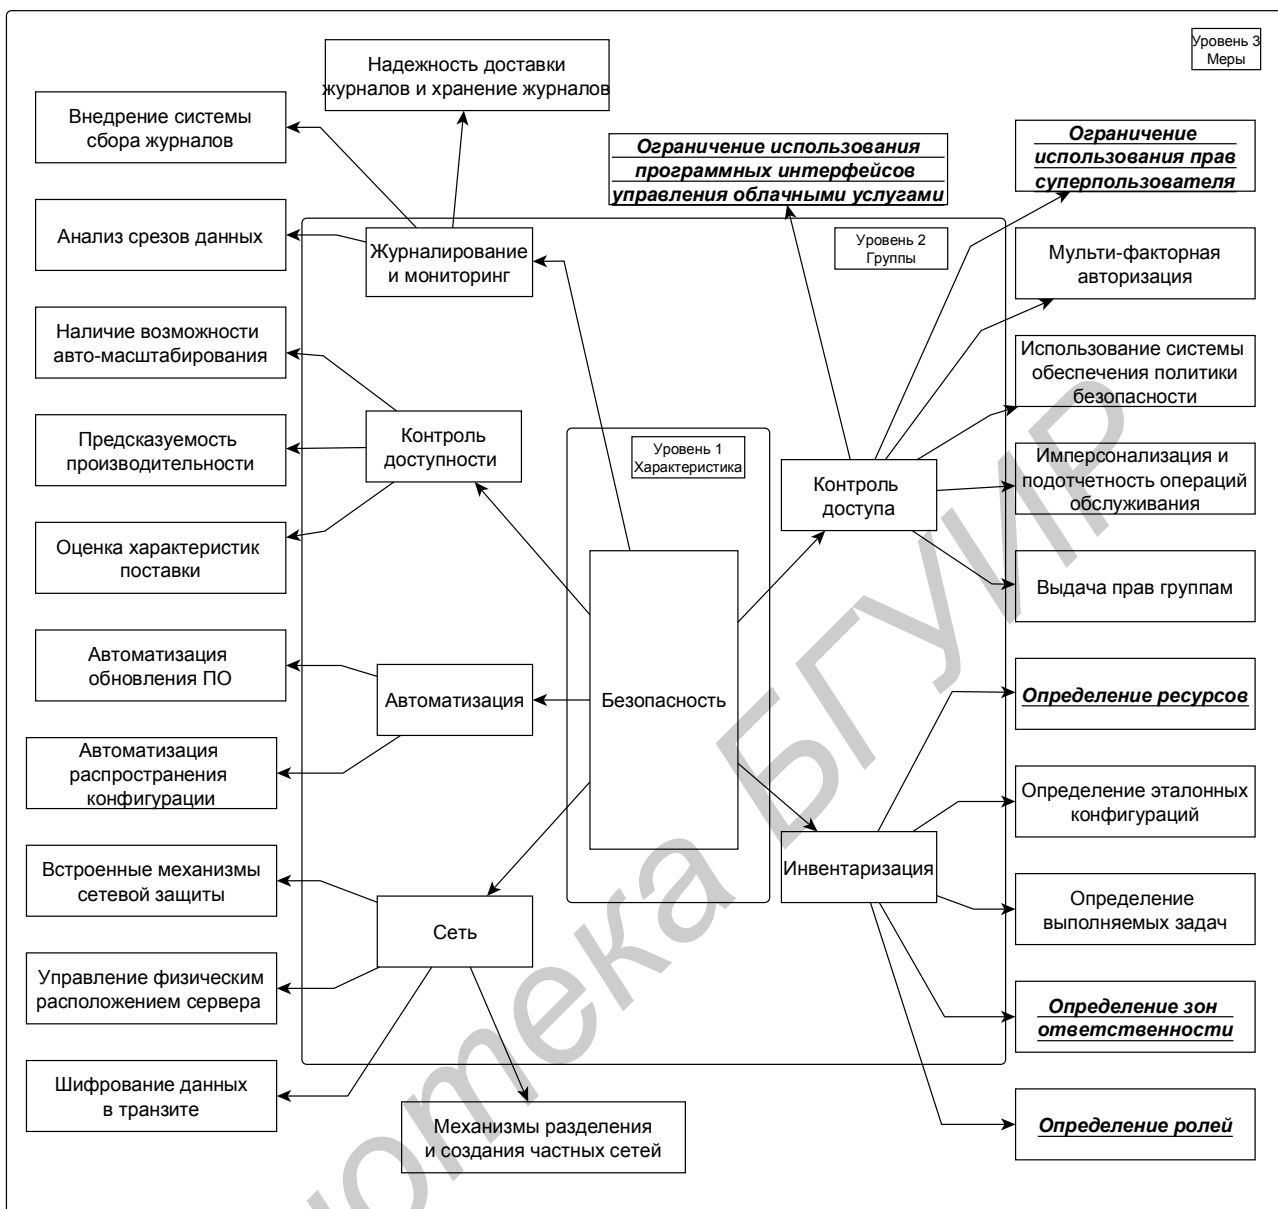 Уровень 3
Меры
Надежность доставки
журналов и хранение журналов
Внедрение системы
сбора журналов
Ограничение использования
программных интерфейсов
управления облачными услугами
Ограничение
использования прав
суперпользователя
Анализ срезов данных
Журналирование
и мониторинг
Уровень 2
Группы
Мульти-факторная
авторизация
Наличие возможности
авто-масштабирования
Использование системы
обеспечения политики
безопасности
Предсказуемость
производительности
Контроль
доступности
Уровень 1
Характеристика
Контроль
доступа
Имперсонализация и
подотчетность операций
обслуживания
Оценка характеристик
поставки
Выдача прав группам
Автоматизация
обновления ПО
Автоматизация
Безопасность
Определение ресурсов
Автоматизация
распространения
конфигурации
Определение эталонных
конфигураций
Встроенные механизмы
сетевой защиты
Сеть
Инвентаризация
Определение
выполняемых задач
Управление физическим
расположением сервера
Определение зон
ответственности
Шифрование данных
в транзите
Механизмы разделения
и создания частных сетей
Определение ролей
отека БГУИР